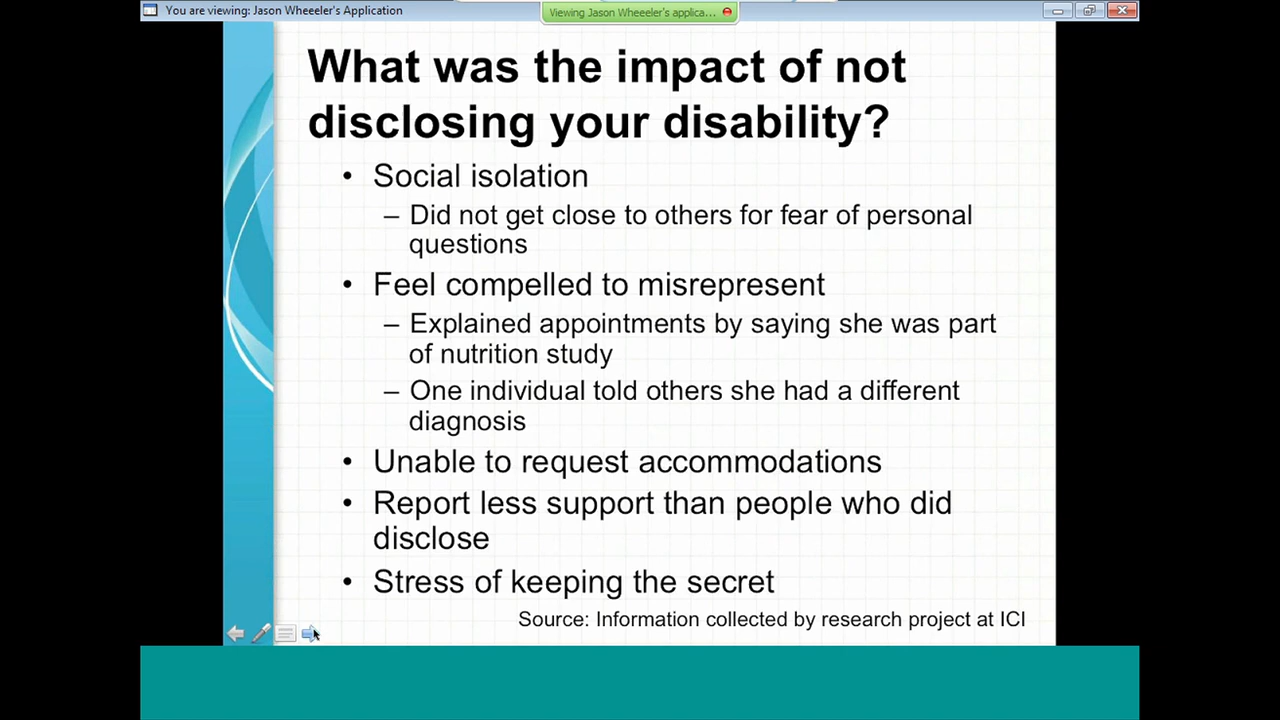 You are viewing: Jason Wheeeler's Application
Viewing Jason Wheeeler's applica...
What was the impact of not
disclosing your disability?
• Social isolation
– Did not get close to others for fear of personal
questions
• Feel compelled to misrepresent
– Explained appointments by saying she was part
of nutrition study
– One individual told others she had a different
diagnosis
• Unable to request accommodations
• Report less support than people who did
disclose
• Stress of keeping the secret
Source: Information collected by research project at ICI